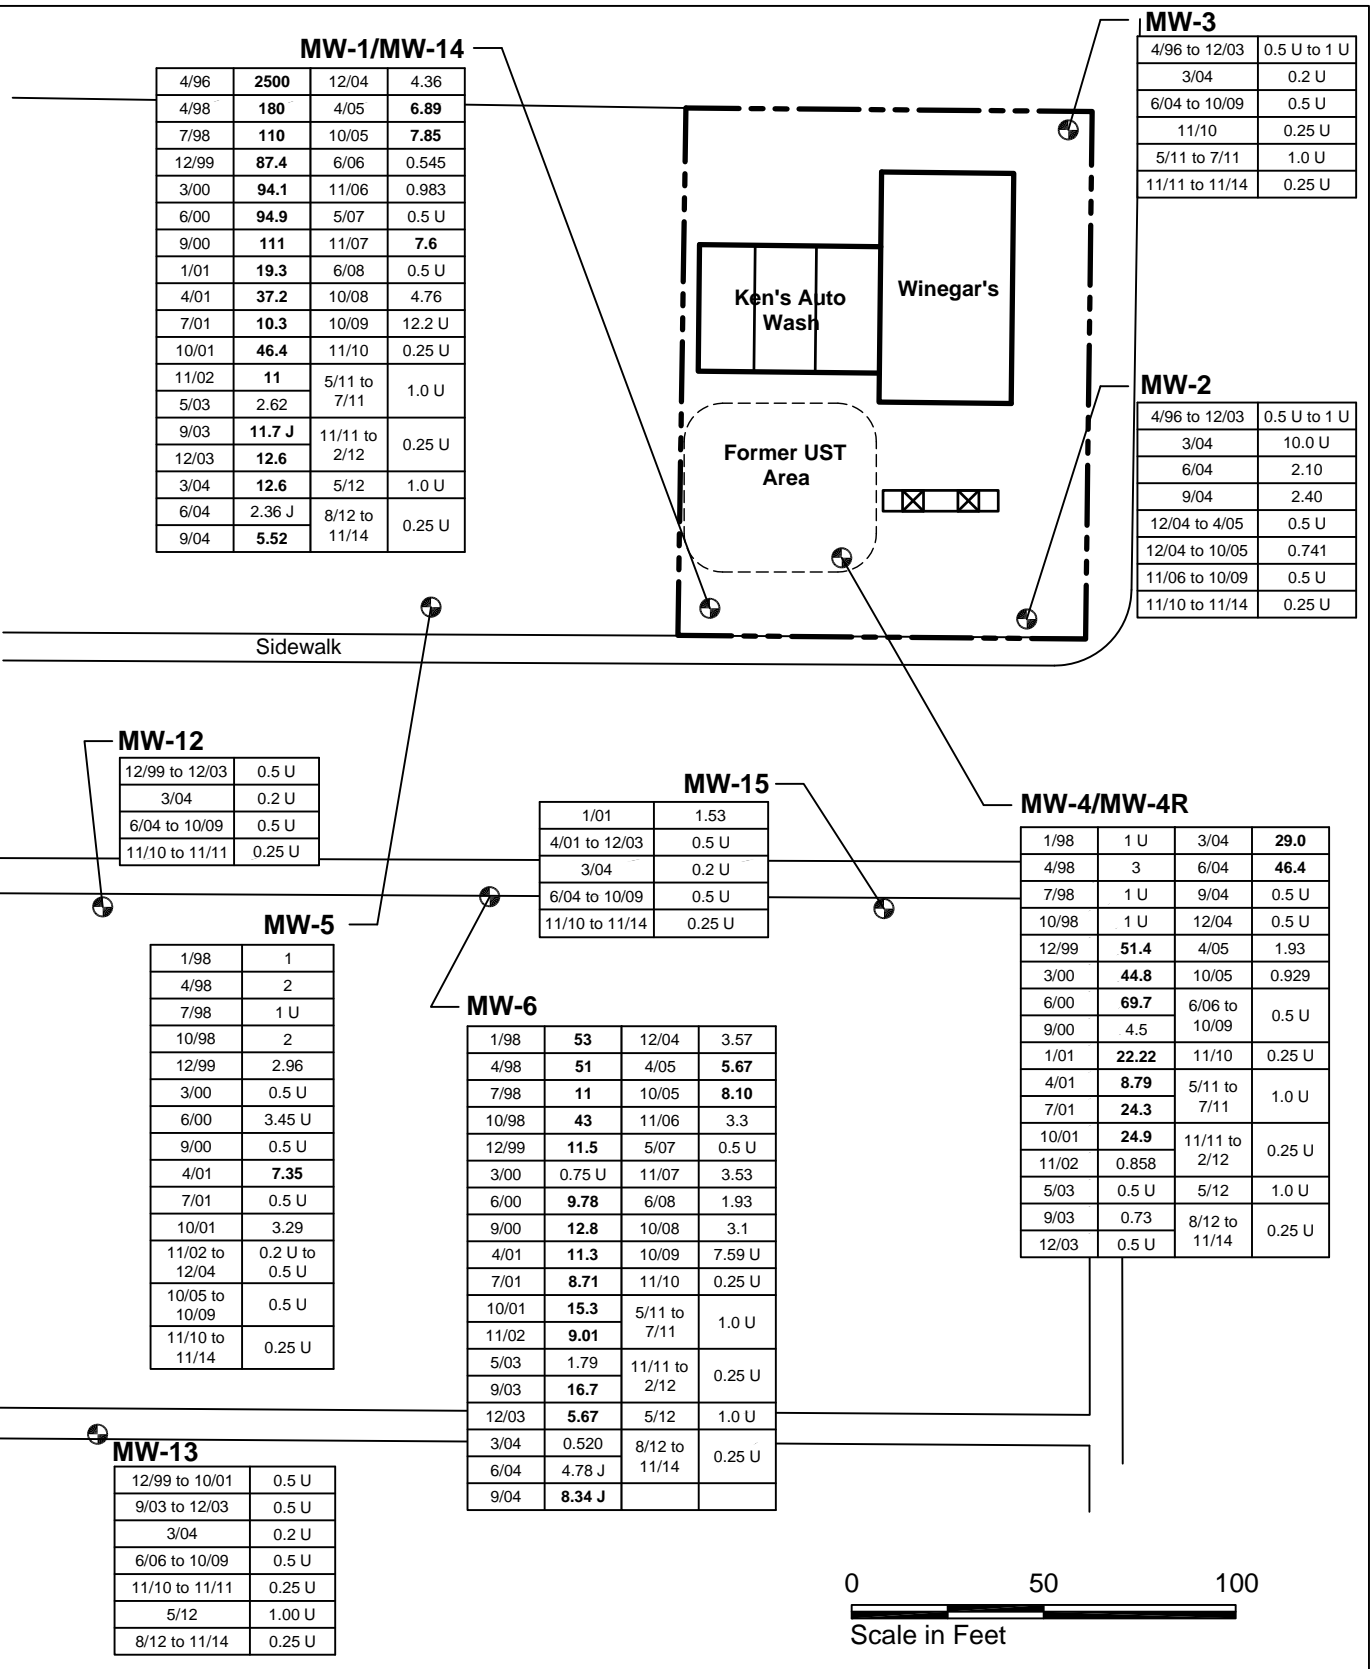 MW-1/MW-14
4/96 2500 12/04 4.36
4/98 180 4/05 6.89
7/98 110 10/05 7.85
12/99 87.4 6/06 0.545
3/00 94.1 11/06 0.983
6/00 94.9 5/07 0.5 U
9/00 111 11/07 7.6
1/01 19.3 6/08 0.5 U
4/01 37.2 10/08 4.76
7/01 10.3 10/09 12.2 U
10/01 46.4 11/10 0.25 U
11/02 11 5/11 to 7/11 1.0 U
5/03 2.62
9/03 11.7 J 11/11 to 2/12 0.25 U
12/03 12.6
3/04 12.6 5/12 1.0 U
6/04 2.36 J 8/12 to 11/14 0.25 U
9/04 5.52
MW-3
4/96 to 12/03 0.5 U to 1 U
3/04 0.2 U
6/04 to 10/09 0.5 U
11/10 0.25 U
5/11 to 7/11 1.0 U
11/11 to 11/14 0.25 U
Ken's Auto
Wash
Winegar's
Former UST
Area
MW-2
4/96 to 12/03 0.5 U to 1 U
3/04 10.0 U
6/04 2.10
9/04 2.40
12/04 to 4/05 0.5 U
12/04 to 10/05 0.741
11/06 to 10/09 0.5 U
11/10 to 11/14 0.25 U
Sidewalk
MW-12
12/99 to 12/03 0.5 U
3/04 0.2 U
6/04 to 10/09 0.5 U
11/10 to 11/11 0.25 U
MW-15
1/01 1.53
4/01 to 12/03 0.5 U
3/04 0.2 U
6/04 to 10/09 0.5 U
11/10 to 11/14 0.25 U
MW-4/MW-4R
1/98 1 U 3/04 29.0
4/98 3 6/04 46.4
7/98 1 U 9/04 0.5 U
10/98 1 U 12/04 0.5 U
12/99 51.4 4/05 1.93
3/00 44.8 10/05 0.929
6/00 69.7 6/06 to 10/09 0.5 U
9/00 4.5
1/01 22.22 11/10 0.25 U
4/01 8.79 5/11 to 7/11 1.0 U
7/01 24.3
10/01 24.9 11/11 to 2/12 0.25 U
11/02 0.858
5/03 0.5 U 5/12 1.0 U
9/03 0.73 8/12 to 11/14 0.25 U
12/03 0.5 U
MW-5
1/98 1
4/98 2
7/98 1 U
10/98 2
12/99 2.96
3/00 0.5 U
6/00 3.45 U
9/00 0.5 U
4/01 7.35
7/01 0.5 U
10/01 3.29
11/02 to 0.2 U to
12/04 0.5 U
10/05 to
10/09 0.5 U
11/10 to
11/14 0.25 U
MW-6
1/98 53 12/04 3.57
4/98 51 4/05 5.67
7/98 11 10/05 8.10
10/98 43 11/06 3.3
12/99 11.5 5/07 0.5 U
3/00 0.75 U 11/07 3.53
6/00 9.78 6/08 1.93
9/00 12.8 10/08 3.1
4/01 11.3 10/09 7.59 U
7/01 8.71 11/10 0.25 U
10/01 15.3 5/11 to 7/11 1.0 U
11/02 9.01
5/03 1.79 11/11 to 2/12 0.25 U
9/03 16.7
12/03 5.67 5/12 1.0 U
3/04 0.520 8/12 to 11/14 0.25 U
6/04 4.78 J
9/04 8.34 J
MW-13
12/99 to 10/01 0.5 U
9/03 to 12/03 0.5 U
3/04 0.2 U
6/06 to 10/09 0.5 U
11/10 to 11/11 0.25 U
5/12 1.00 U
8/12 to 11/14 0.25 U
0 50 100
Scale in Feet